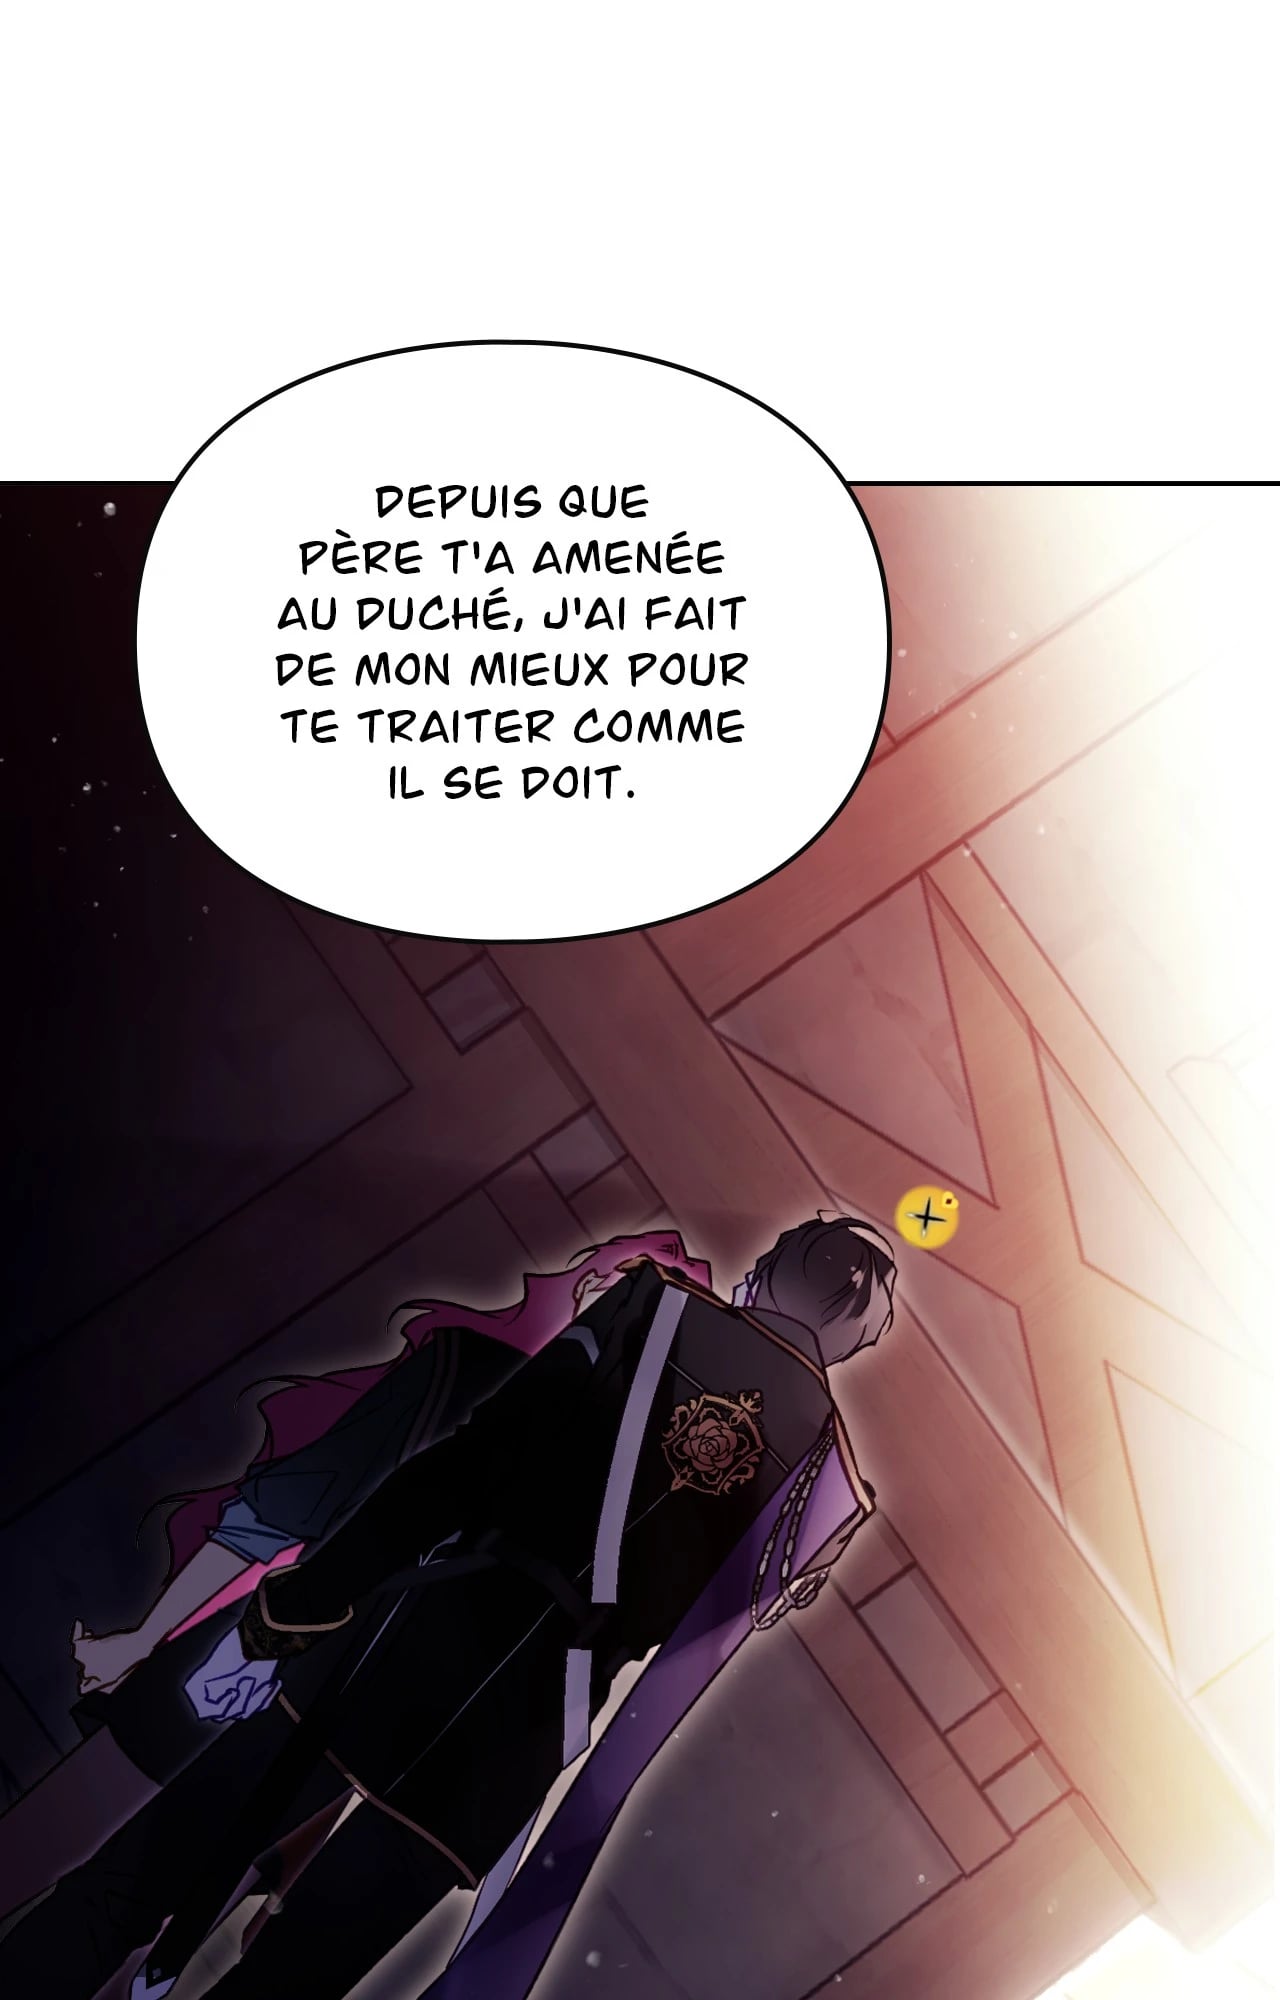 DEPUIS QUE
PÈRE T'A AMENÉE
AU DUCHÉ, J'AI FAIT
DE MON MIEUX POUR
TE TRAITER COMME
IL SE DOIT.